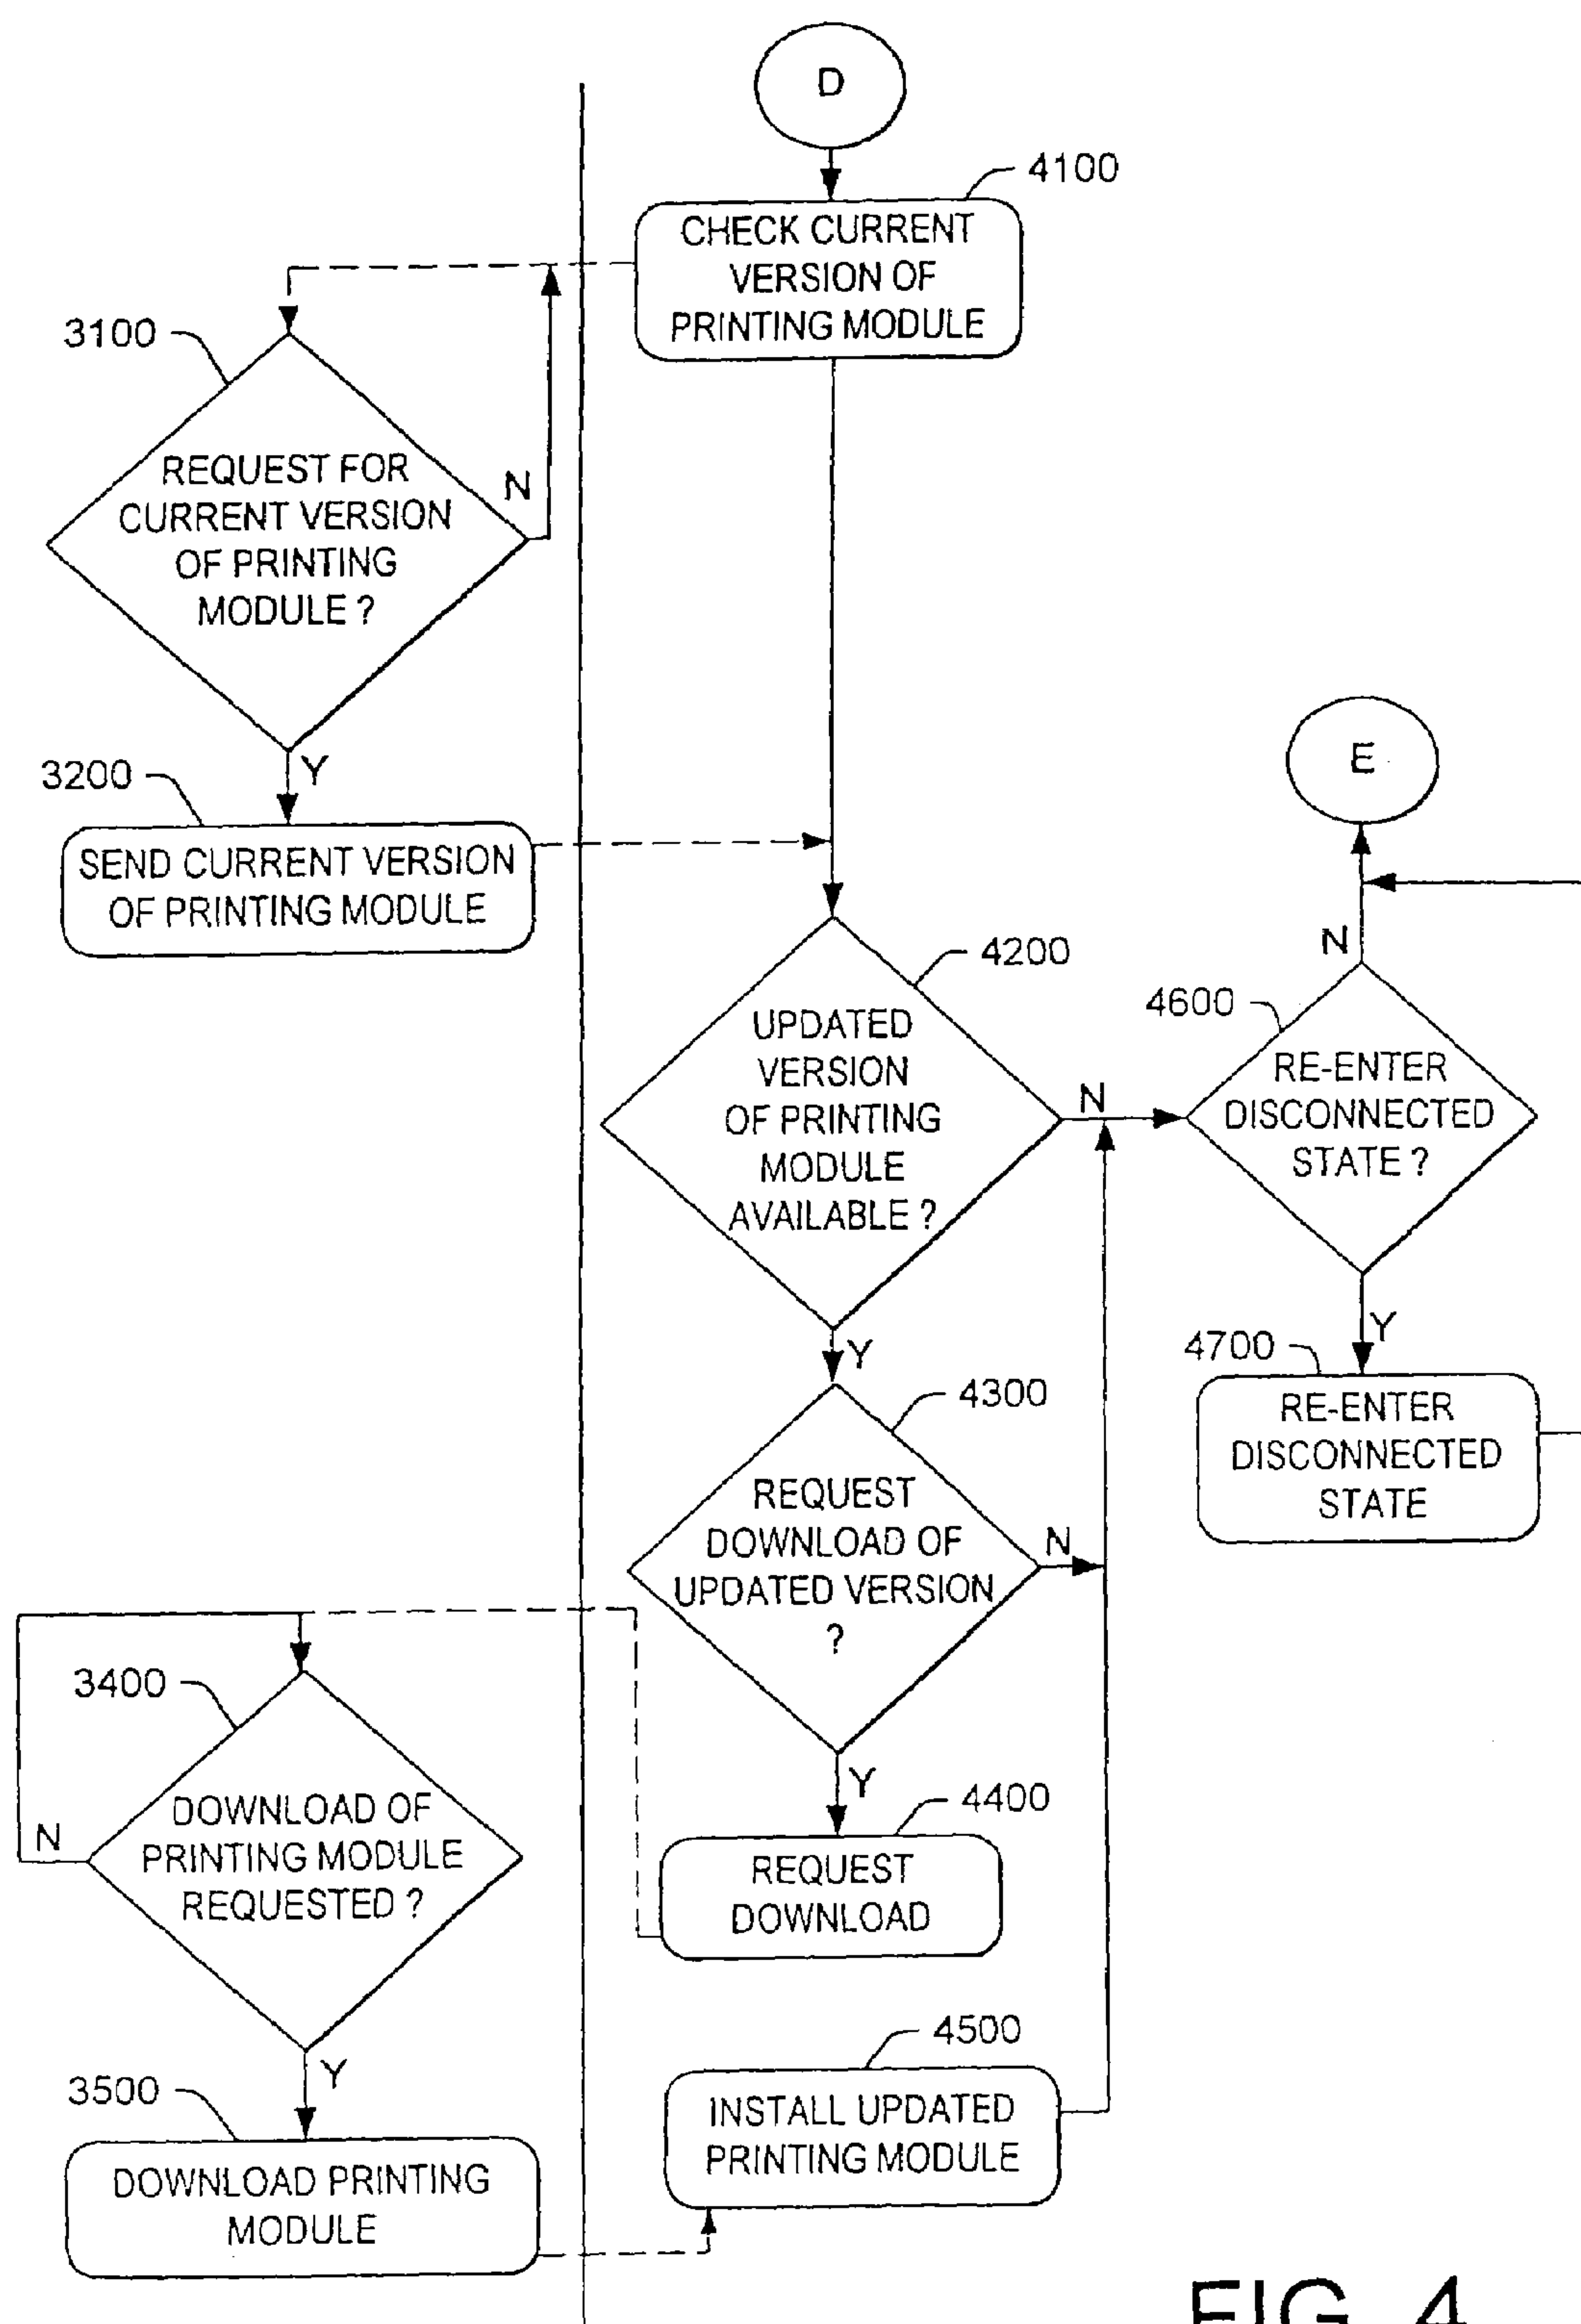 D
4100
CHECK CURRENT
VERSION OF
PRINTING MODULE
3100
REQUEST FOR
CURRENT VERSION
OF PRINTING
MODULE ?
N
Y
3200
SEND CURRENT VERSION
OF PRINTING MODULE
E
N
4200
UPDATED
VERSION
OF PRINTING
MODULE
AVAILABLE ?
N
4600
RE-ENTER
DISCONNECTED
STATE ?
Y
Y
4700
RE-ENTER
DISCONNECTED
STATE
4300
REQUEST
DOWNLOAD OF
UPDATED VERSION
?
N
Y
3400
DOWNLOAD OF
PRINTING MODULE
REQUESTED ?
N
Y
4400
REQUEST
DOWNLOAD
4500
INSTALL UPDATED
PRINTING MODULE
3500
DOWNLOAD PRINTING
MODULE
FIG. 4